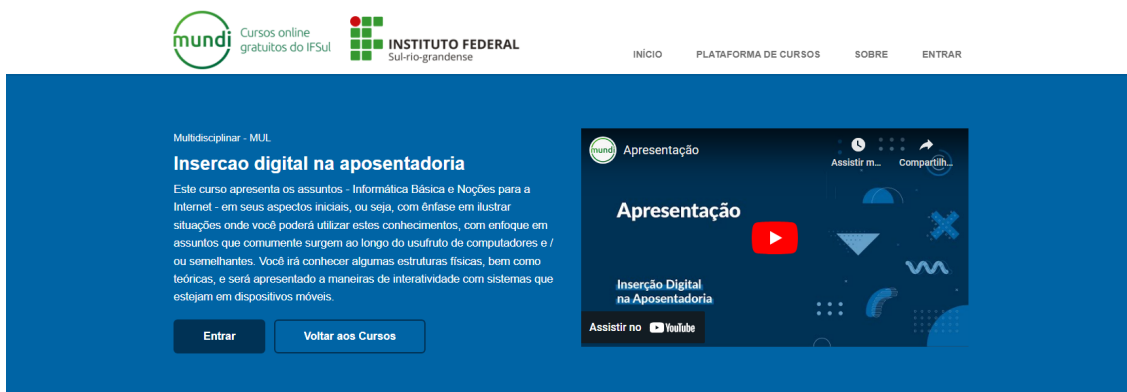 mundi
Cursos online
gratuitos do IFSul
INSTITUTO FEDERAL
Sul-rio-grandense
INÍCIO PLATAFORMA DE CURSOS SOBRE ENTRAR
Multidisciplinar - MUL
Insercao digital na aposentadoria
Este curso apresenta os assuntos - Informática Básica e Noções para a
Internet - em seus aspectos iniciais, ou seja, com ênfase em ilustrar
situações onde você poderá utilizar estes conhecimentos, com enfoque em
assuntos que comumente surgem ao longo do usufruto de computadores e /
ou semelhantes. Você irá conhecer algumas estruturas físicas, bem como
teóricas, e será apresentado a maneiras de interatividade com sistemas que
estejam em dispositivos móveis.
Entrar Voltar aos Cursos
mundi Apresentação
Assistir m... Compartilh...
Apresentação
Inserção Digital
na Aposentadoria
Assistir no YouTube